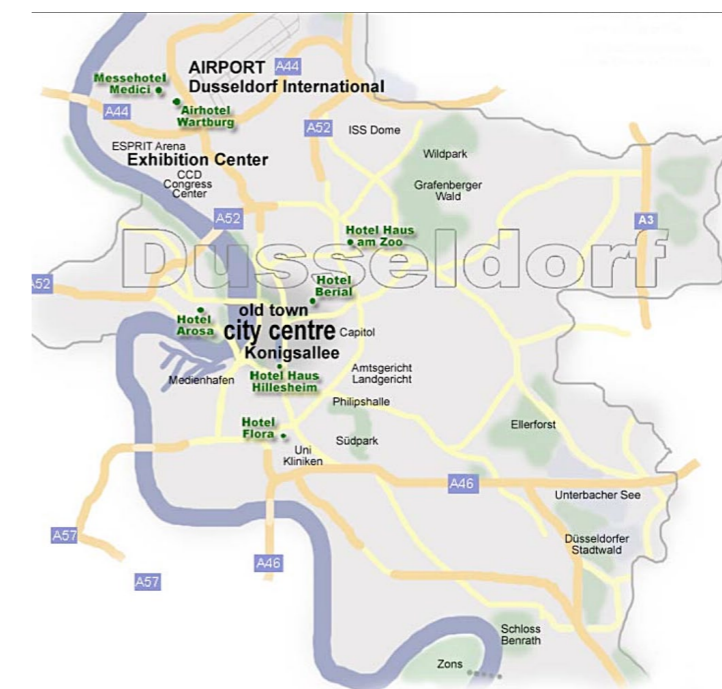 AIRPORT
Dusseldorf International
A44
Messehotel
Medici
Airhotel
Wartburg
A44
A52
ISS Dome
ESPRIT Arena
Exhibition Center
CCD
Congress
Center
Wildpark
Grafenberger
Wald
A52
A3
Hotel Haus
am Zoo
Dusseldorf
A52
Hotel
Berial
Hotel
Arosa
old town
city centre
Konigsallee
Capitol
Medienhafen
Hotel Haus
Hillesheim
Amtsgericht
Landgericht
Philipshalle
Hotel
Flora
Uni
Kliniken
Südpark
Ellerforst
A46
Unterbacher See
A57
A46
A57
Düsseldorfer
Stadtwald
Schloss
Benrath
Zons